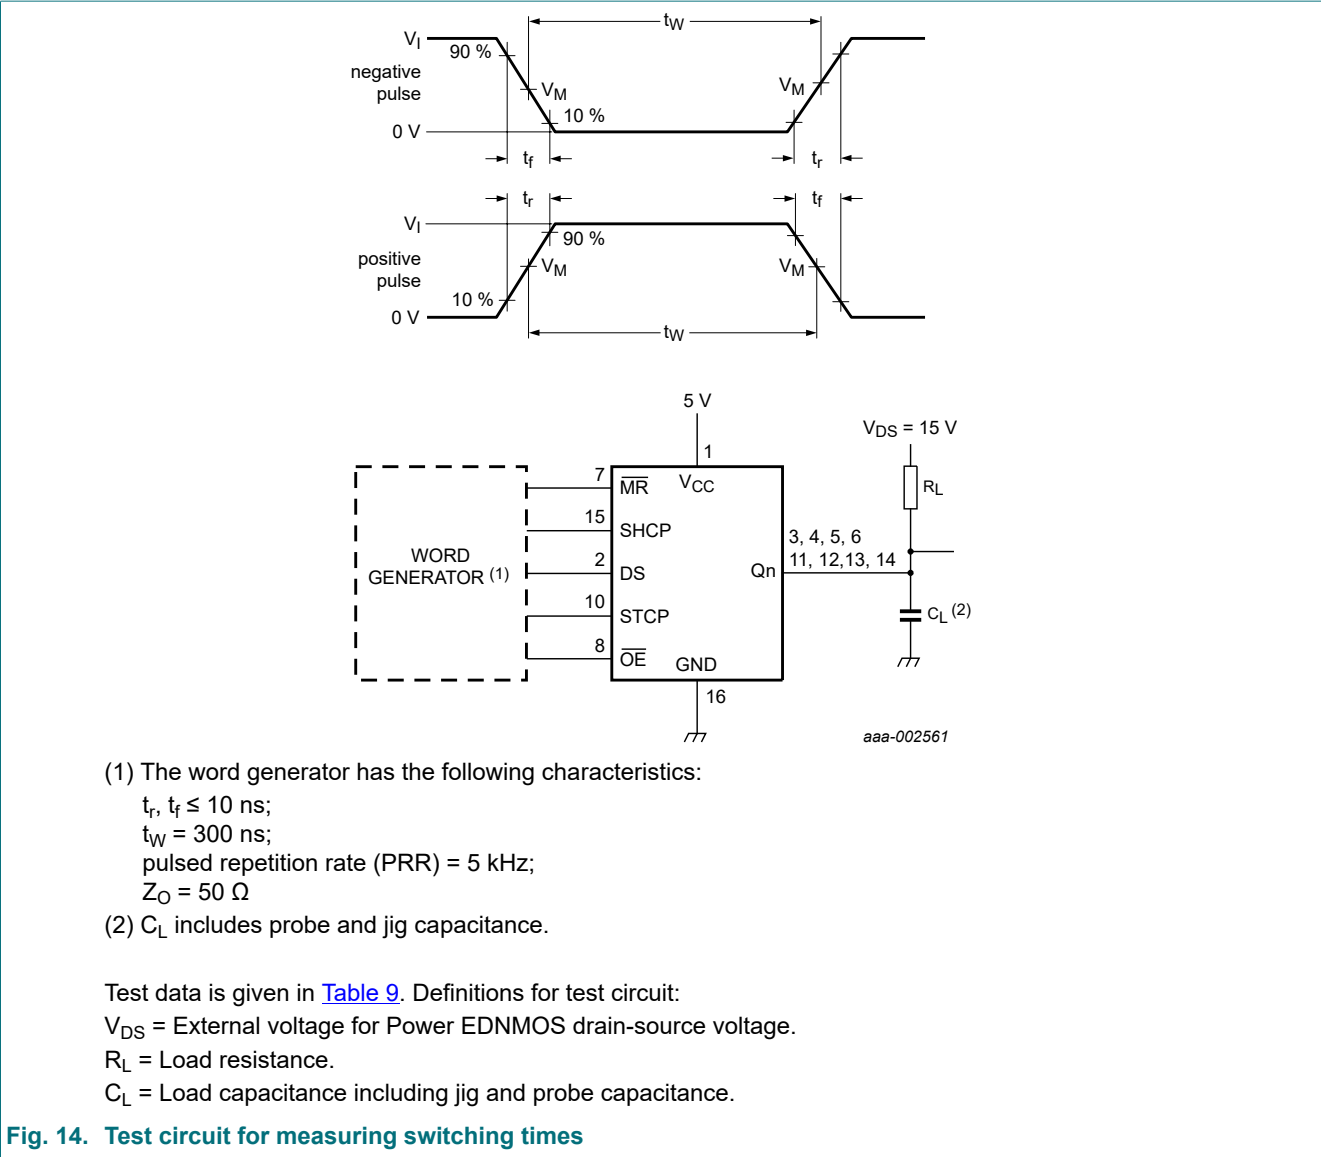 tW
VI
90 %
negative
pulse
VM
VM
10 %
0 V
tf
tr
tr
tf
VI
90 %
positive
pulse
VM
VM
10 %
0 V
tW
5 V
VDS = 15 V
1
7
MR
VCC
RL
15
SHCP
3, 4, 5, 6
WORD
GENERATOR (1)
2
DS
Qn
11, 12,13, 14
10
STCP
CL (2)
8
OE
GND
16
aaa-002561
(1) The word generator has the following characteristics:
tr, tf ≤ 10 ns;
tW = 300 ns;
pulsed repetition rate (PRR) = 5 kHz;
ZO = 50 Ω
(2) CL includes probe and jig capacitance.
Test data is given in Table 9. Definitions for test circuit:
VDS = External voltage for Power EDNMOS drain-source voltage.
RL = Load resistance.
CL = Load capacitance including jig and probe capacitance.
Fig. 14. Test circuit for measuring switching times